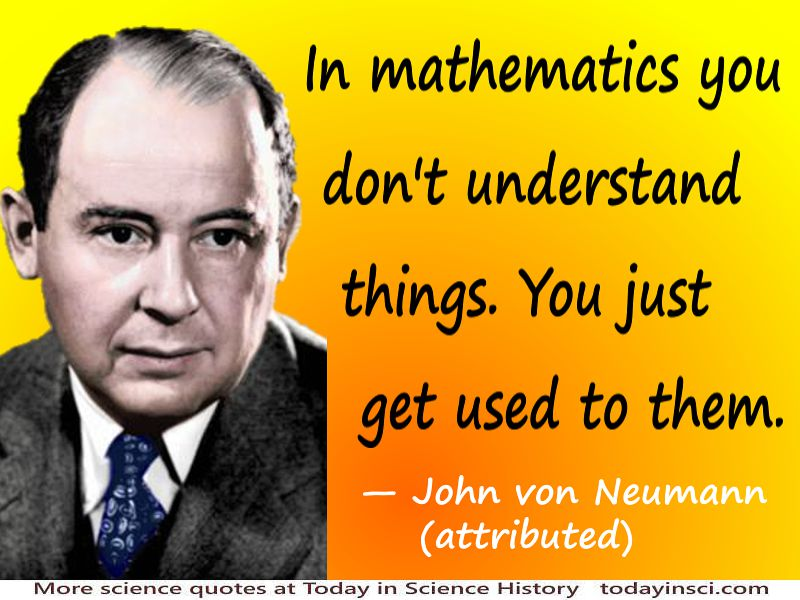 In mathematics you
don't understand
things. You just
get used to them.
— John von Neumann
(attributed)
More science quotes at Today in Science History todayinsci.com